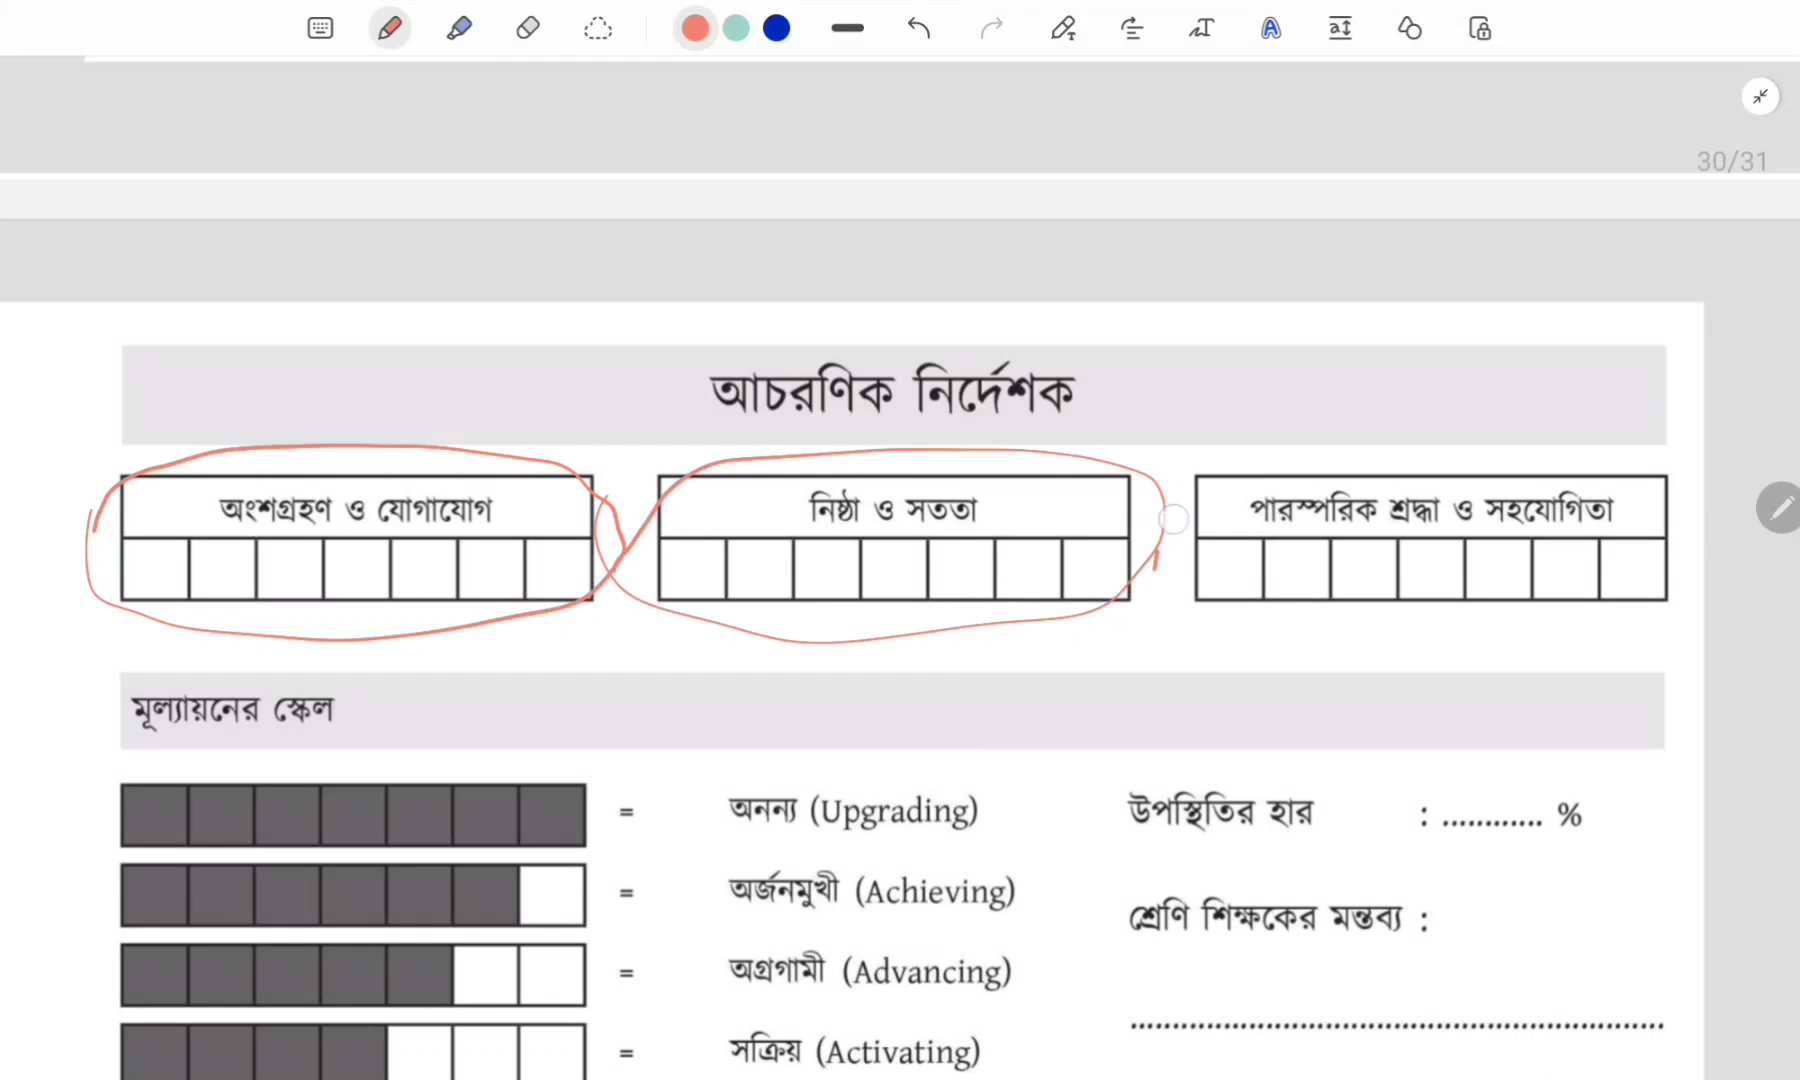 30/31
আচরণিক নির্দেশক
অংশগ্রহণ ও যোগাযোগ
নিষ্ঠা ও সততা
পারস্পরিক শ্রদ্ধা ও সহযোগিতা
মূল্যায়নের স্কেল
= অনন্য (Upgrading)
উপস্থিতির হার : ............ %
= অর্জনমুখী (Achieving)
শ্রেণি শিক্ষকের মন্তব্য :
= অগ্রগামী (Advancing)
= সক্রিয় (Activating)